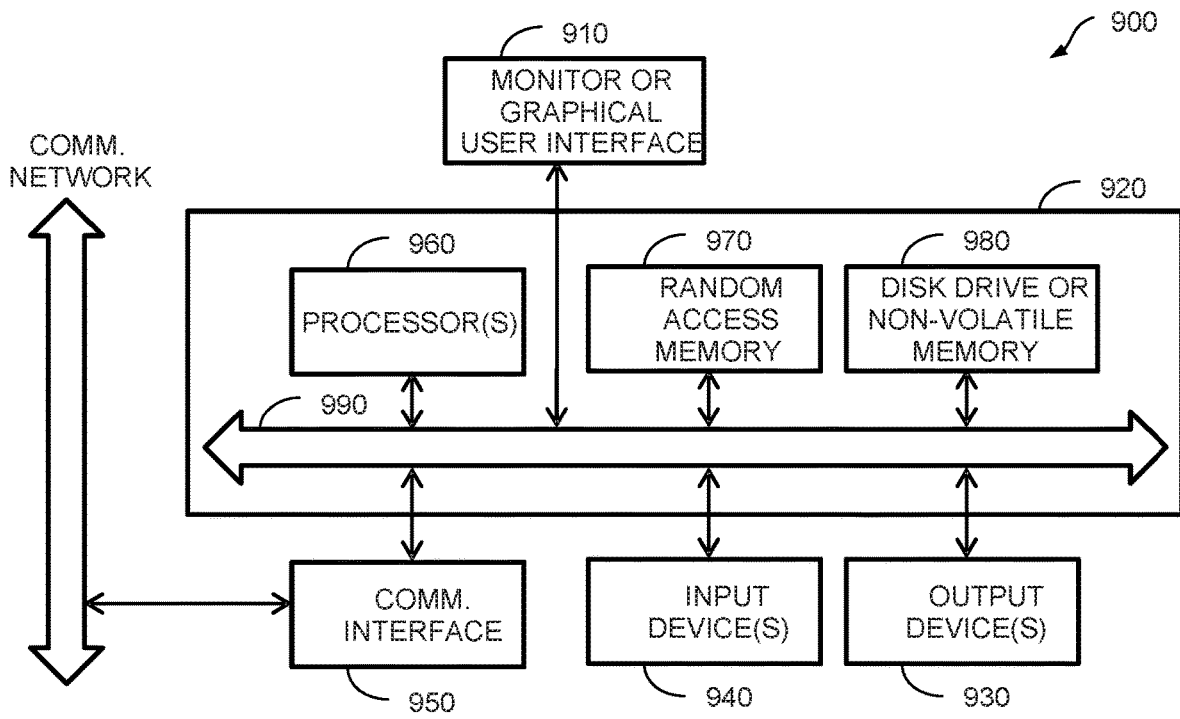 910
900
MONITOR OR
GRAPHICAL
USER INTERFACE
COMM.
NETWORK
920
960
970
980
PROCESSOR(S)
RANDOM
ACCESS
MEMORY
DISK DRIVE OR
NON-VOLATILE
MEMORY
990
COMM.
INTERFACE
INPUT
DEVICE(S)
OUTPUT
DEVICE(S)
950
940
930